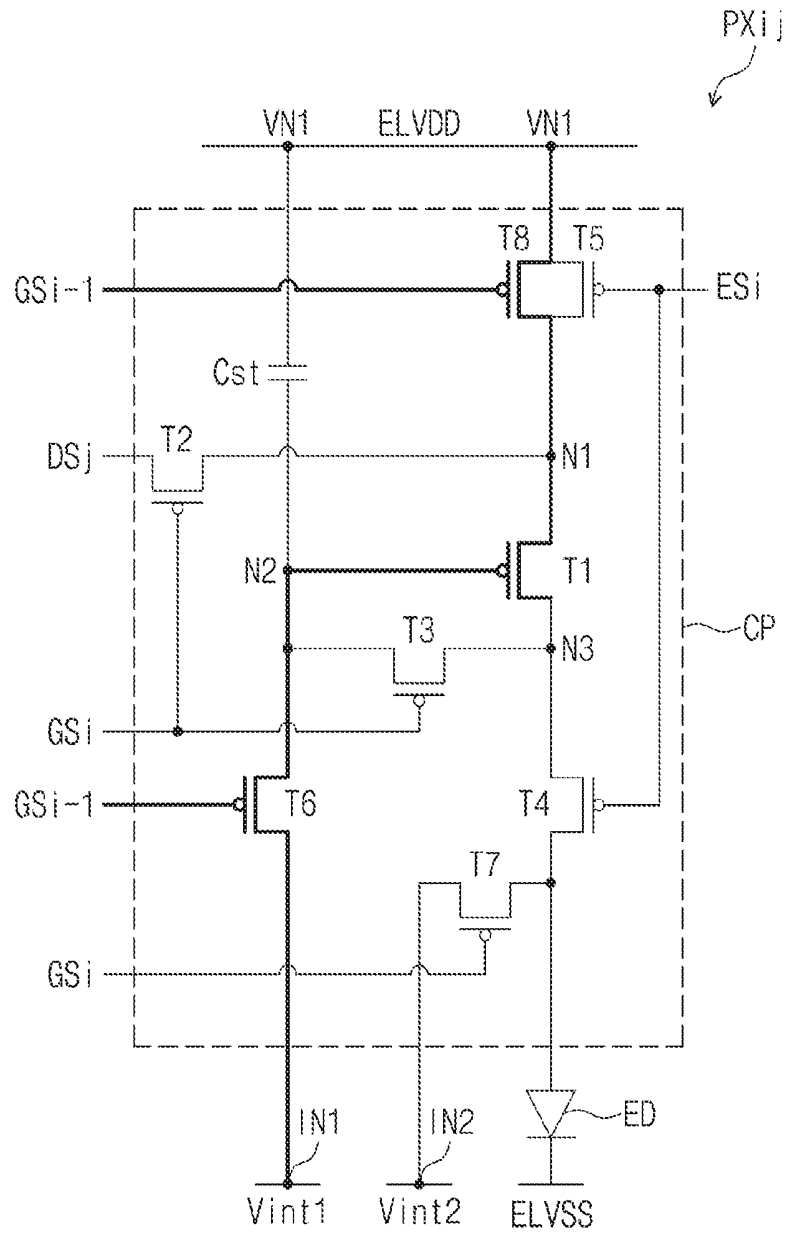 PXij
VN1 ELVDD VN1
T8 T5
GSi-1 ESi
Cst
T2
DSj N1
N2 T1
T3 CP
N3
GSi
GSi-1 T6 T4
T7
GSi
IN1 IN2 ED
Vint1 Vint2 ELVSS